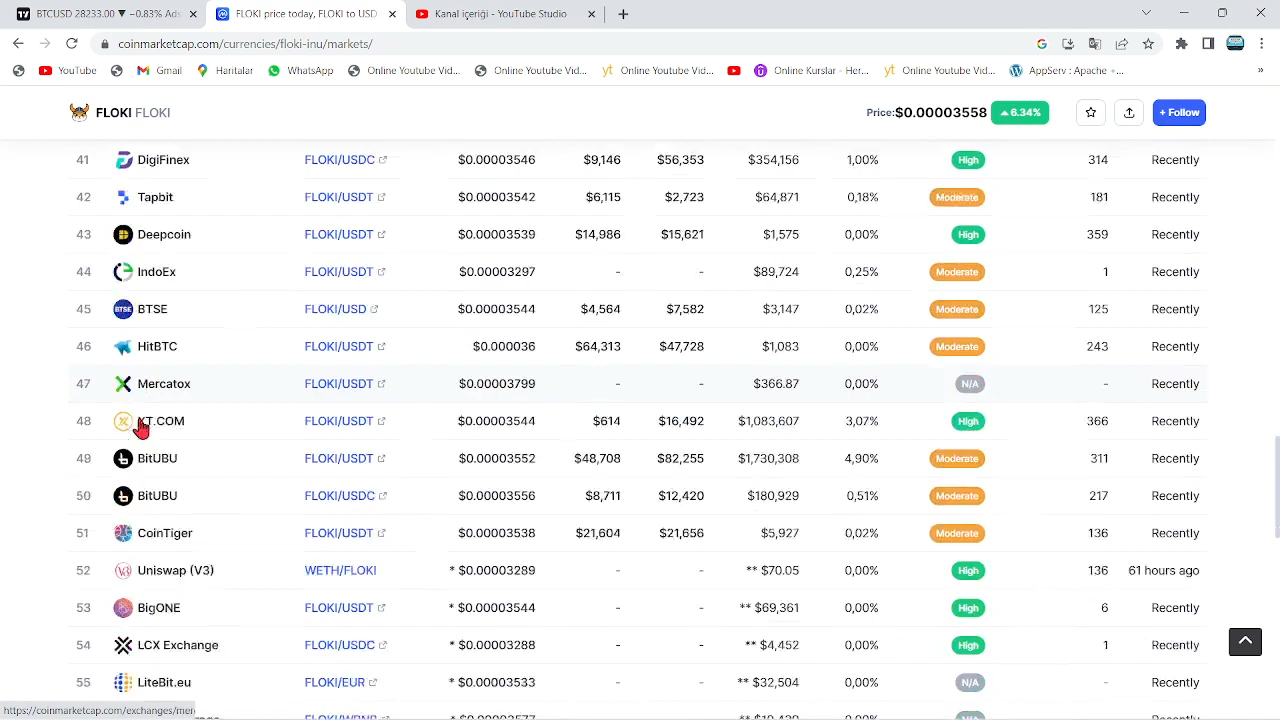 BTCUSD 28233.00 ▼ −0.83% Ads
FLOKI price today, FLOKI to USD
Kanal içeriği - YouTube Studio
coinmarketcap.com/currencies/floki-inu/markets/
YouTube Gmail Haritalar WhatsApp Online Youtube Vid... Online Youtube Vid... Online Youtube Vid... Online Kurslar - Her... Online Youtube Vid... AppServ : Apache +... »
FLOKI FLOKI Price:$0.00003558 6.34% + Follow
41 DigiFinex FLOKI/USDC $0.00003546 $9,146 $56,353 $354,156 1,00% High 314 Recently
42 Tapbit FLOKI/USDT $0.00003542 $6,115 $2,723 $64,871 0,18% Moderate 181 Recently
43 Deepcoin FLOKI/USDT $0.00003539 $14,986 $15,621 $1,575 0,00% High 359 Recently
44 IndoEx FLOKI/USDT $0.00003297 - - $89,724 0,25% Moderate 1 Recently
45 BTSE FLOKI/USD $0.00003544 $4,564 $7,582 $3,147 0,02% Moderate 125 Recently
46 HitBTC FLOKI/USDT $0.000036 $64,313 $47,728 $1,083 0,00% Moderate 243 Recently
47 Mercatox FLOKI/USDT $0.00003799 - - $366.87 0,00% N/A - Recently
48 XT.COM FLOKI/USDT $0.00003544 $614 $16,492 $1,083,607 3,07% High 366 Recently
49 BitUBU FLOKI/USDT $0.00003552 $48,708 $82,255 $1,730,308 4,90% Moderate 311 Recently
50 BitUBU FLOKI/USDC $0.00003556 $8,711 $12,420 $180,929 0,51% Moderate 217 Recently
51 CoinTiger FLOKI/USDT $0.00003538 $21,604 $21,656 $5,927 0,02% Moderate 136 Recently
52 Uniswap (V3) WETH/FLOKI * $0.00003289 - - ** $70.05 0,00% High 136 61 hours ago
53 BigONE FLOKI/USDT * $0.00003544 - - ** $69,361 0,00% High 6 Recently
54 LCX Exchange FLOKI/USDC * $0.00003288 - - ** $4,452 0,00% High 1 Recently
55 LiteBit.eu FLOKI/EUR * $0.00003533 - - ** $32,504 0,00% N/A - Recently
https://coinmarketcap.com/exchanges/mer